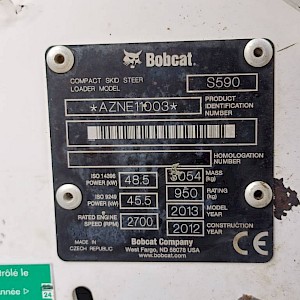 Bobcat
COMPACT SKID STEER LOADER MODEL S590
*AZNE11003* PRODUCT IDENTIFICATION NUMBER
HOMOLOGATION NUMBER
ISO 14396 POWER (kW) 48.5 3054 MASS (kg)
ISO 9249 POWER (kW) 45.5 950 RATING (kg)
RATED ENGINE SPEED (RPM) 2700 2013 MODEL YEAR
2012 CONSTRUCTION YEAR
MADE IN CZECH REPUBLIC
Bobcat Company
West Fargo, ND 58078 USA
www.bobcat.com
CE
ntrôle le
nnée
24